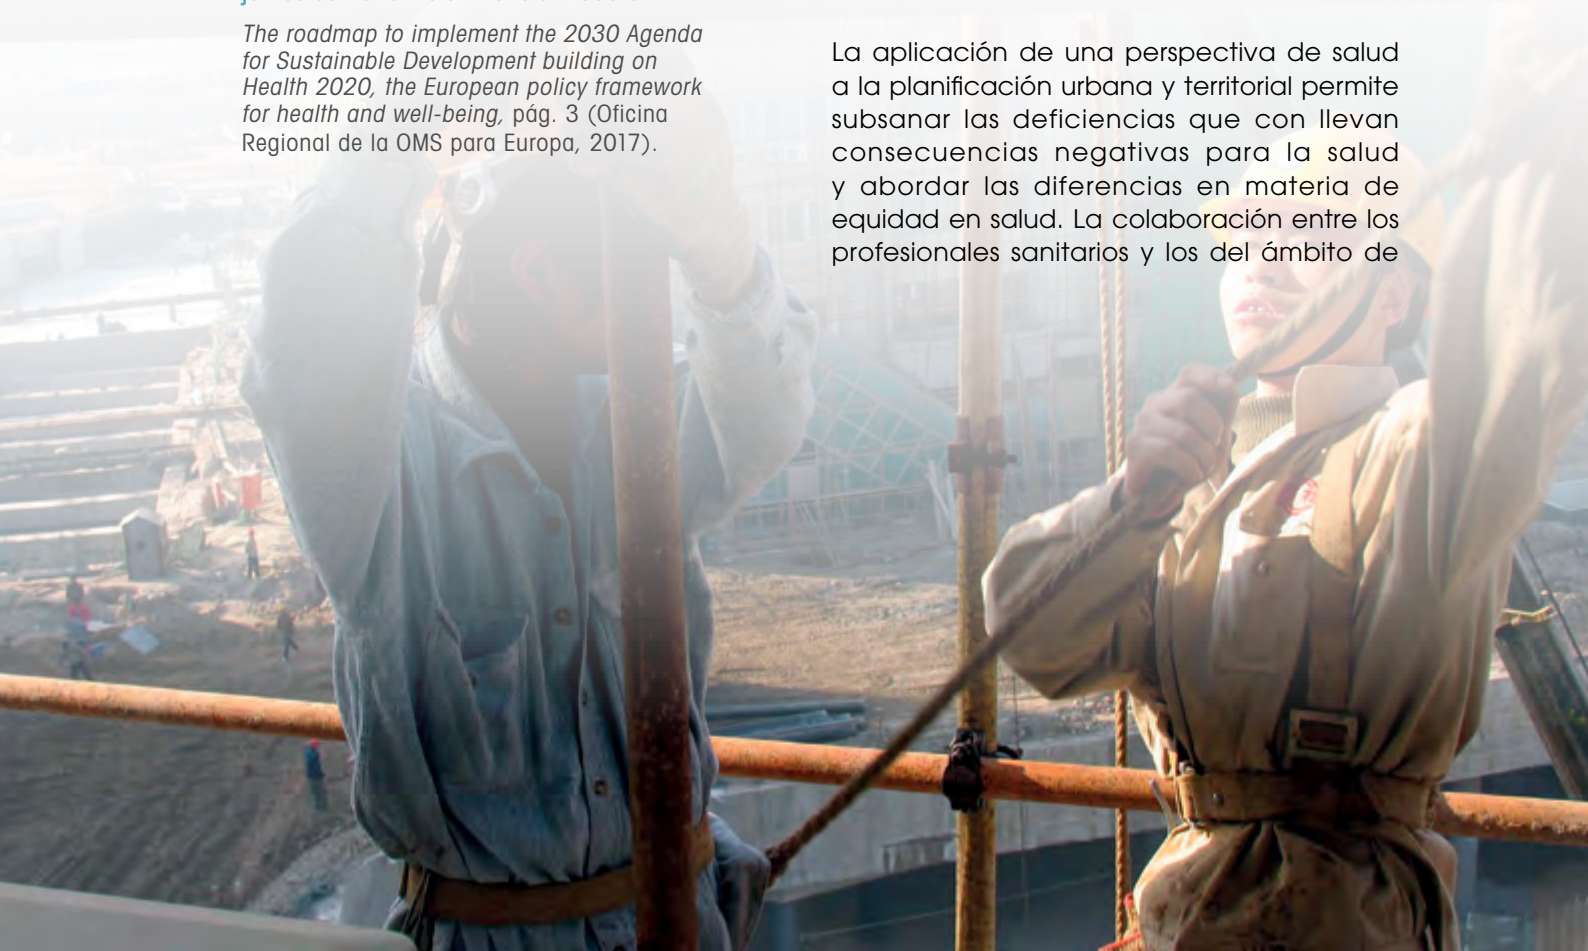 The roadmap to implement the 2030 Agenda
for Sustainable Development building on
Health 2020, the European policy framework
for health and well-being, pág. 3 (Oficina
Regional de la OMS para Europa, 2017).
La aplicación de una perspectiva de salud
a la planificación urbana y territorial permite
subsanar las deficiencias que con llevan
consecuencias negativas para la salud
y abordar las diferencias en materia de
equidad en salud. La colaboración entre los
profesionales sanitarios y los del ámbito de